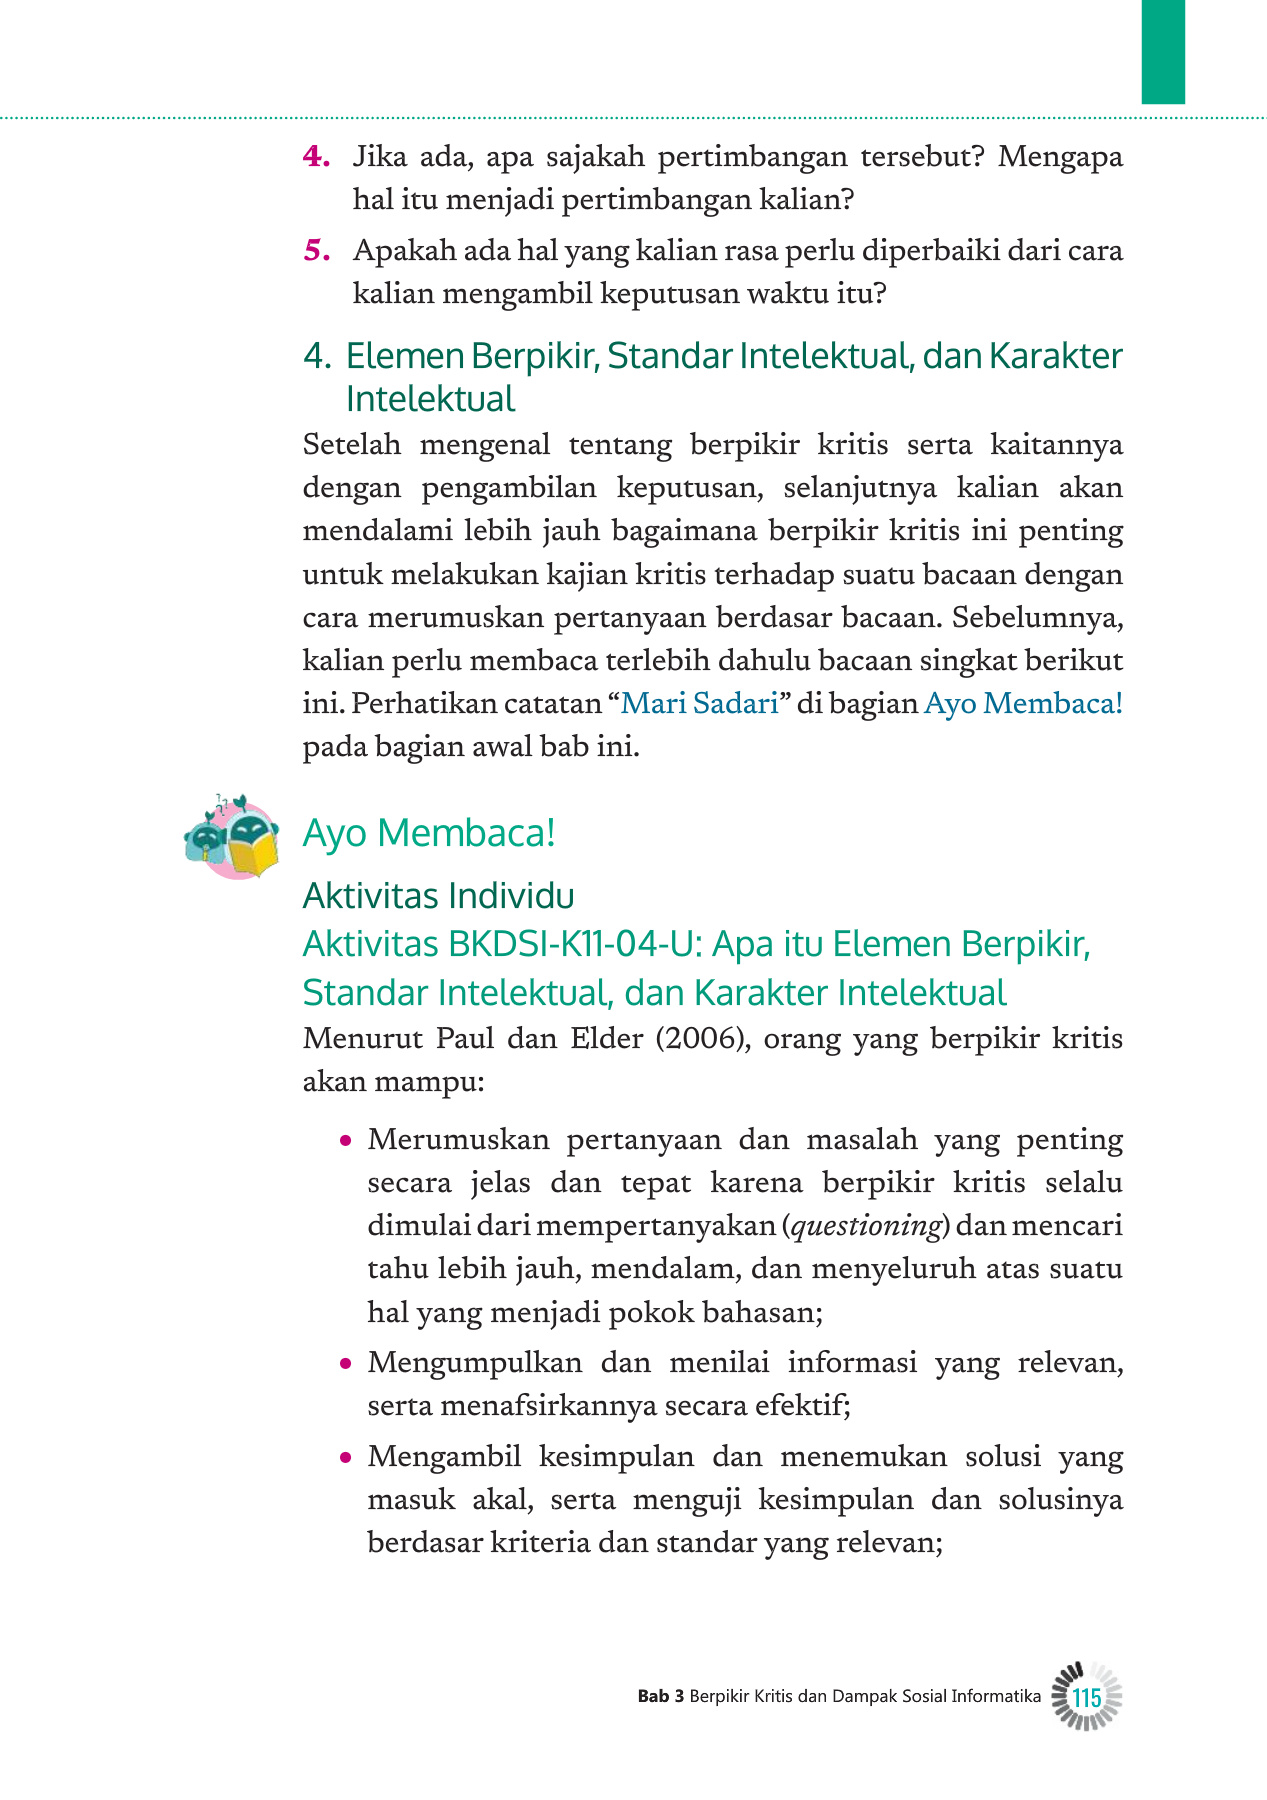 4. Jika ada, apa sajakah pertimbangan tersebut? Mengapa
hal itu menjadi pertimbangan kalian?
5. Apakah ada hal yang kalian rasa perlu diperbaiki dari cara
kalian mengambil keputusan waktu itu?
4. Elemen Berpikir, Standar Intelektual, dan Karakter
Intelektual
Setelah mengenal tentang berpikir kritis serta kaitannya
dengan pengambilan keputusan, selanjutnya kalian akan
mendalami lebih jauh bagaimana berpikir kritis ini penting
untuk melakukan kajian kritis terhadap suatu bacaan dengan
cara merumuskan pertanyaan berdasar bacaan. Sebelumnya,
kalian perlu membaca terlebih dahulu bacaan singkat berikut
ini. Perhatikan catatan “Mari Sadari” di bagian Ayo Membaca!
pada bagian awal bab ini.
????
Ayo Membaca!
Aktivitas Individu
Aktivitas BKDSI-K11-04-U: Apa itu Elemen Berpikir,
Standar Intelektual, dan Karakter Intelektual
Menurut Paul dan Elder (2006), orang yang berpikir kritis
akan mampu:
• Merumuskan pertanyaan dan masalah yang penting
secara jelas dan tepat karena berpikir kritis selalu
dimulai dari mempertanyakan (questioning) dan mencari
tahu lebih jauh, mendalam, dan menyeluruh atas suatu
hal yang menjadi pokok bahasan;
• Mengumpulkan dan menilai informasi yang relevan,
serta menafsirkannya secara efektif;
• Mengambil kesimpulan dan menemukan solusi yang
masuk akal, serta menguji kesimpulan dan solusinya
berdasar kriteria dan standar yang relevan;
Bab 3 Berpikir Kritis dan Dampak Sosial Informatika 115